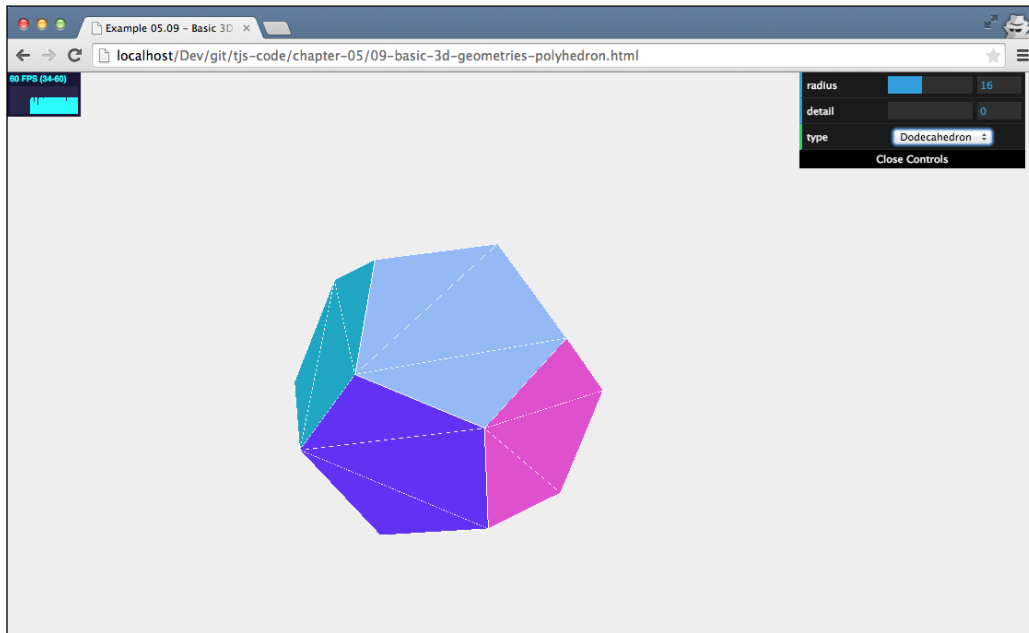 Example 05.09 – Basic 3D
localhost/Dev/git/tjs-code/chapter-05/09-basic-3d-geometries-polyhedron.html
60 FPS (34-60)
radius 16
detail 0
type Dodecahedron
Close Controls